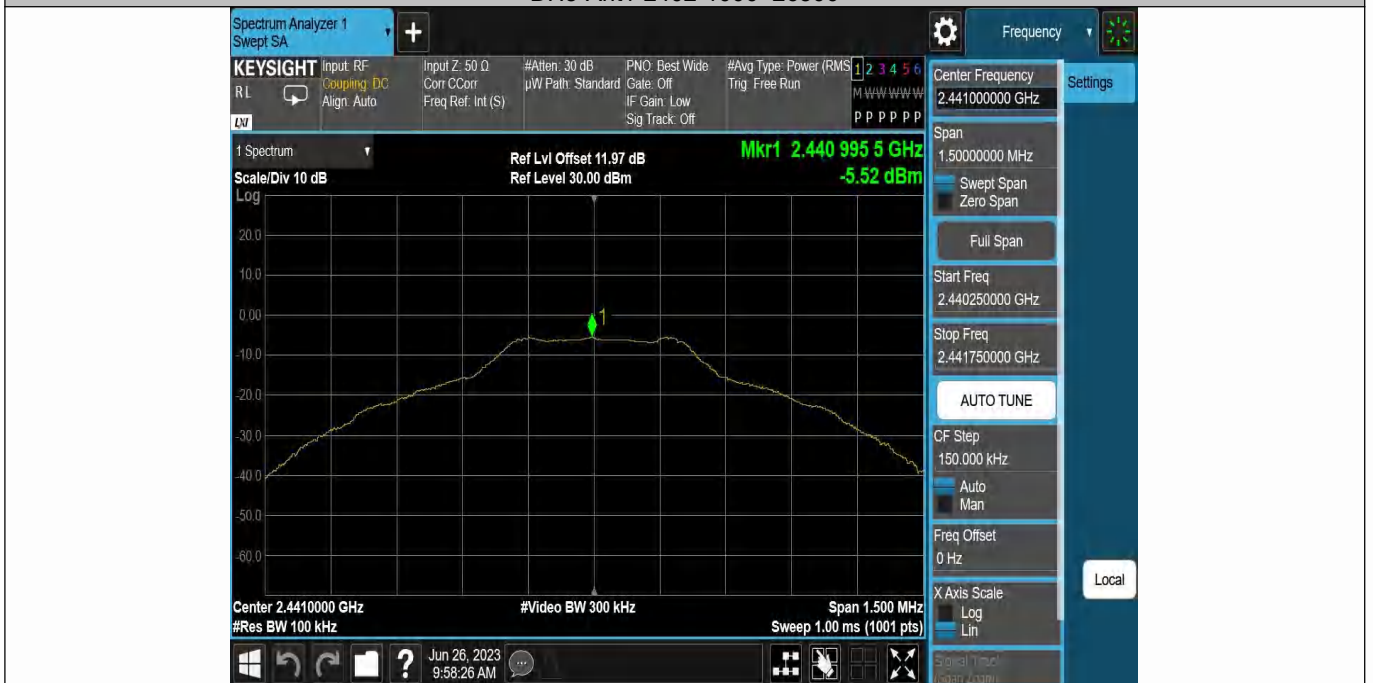 Spectrum Analyzer 1
Swept SA
+
Frequency
KEYSIGHT
RL
LXI
Input: RF
Coupling: DC
Align: Auto
Input Z: 50 Ω
Corr CCorr
Freq Ref: Int (S)
#Atten: 30 dB
µW Path: Standard
PNO: Best Wide
Gate: Off
IF Gain: Low
Sig Track: Off
#Avg Type: Power (RMS
Trig: Free Run
1 2 3 4 5 6
M W W W W W
P P P P P P
1 Spectrum
Scale/Div 10 dB
Log
Ref Lvl Offset 11.97 dB
Ref Level 30.00 dBm
Mkr1 2.440 995 5 GHz
-5.52 dBm
20.0
10.0
0.00
-10.0
-20.0
-30.0
-40.0
-50.0
-60.0
1
Center 2.4410000 GHz
#Res BW 100 kHz
#Video BW 300 kHz
Span 1.500 MHz
Sweep 1.00 ms (1001 pts)
Center Frequency
2.441000000 GHz
Settings
Span
1.50000000 MHz
Swept Span
Zero Span
Full Span
Start Freq
2.440250000 GHz
Stop Freq
2.441750000 GHz
AUTO TUNE
CF Step
150.000 kHz
Auto
Man
Freq Offset
0 Hz
X Axis Scale
Log
Lin
Signal Track
(Span Zoom)
Local
?
Jun 26, 2023
9:58:26 AM